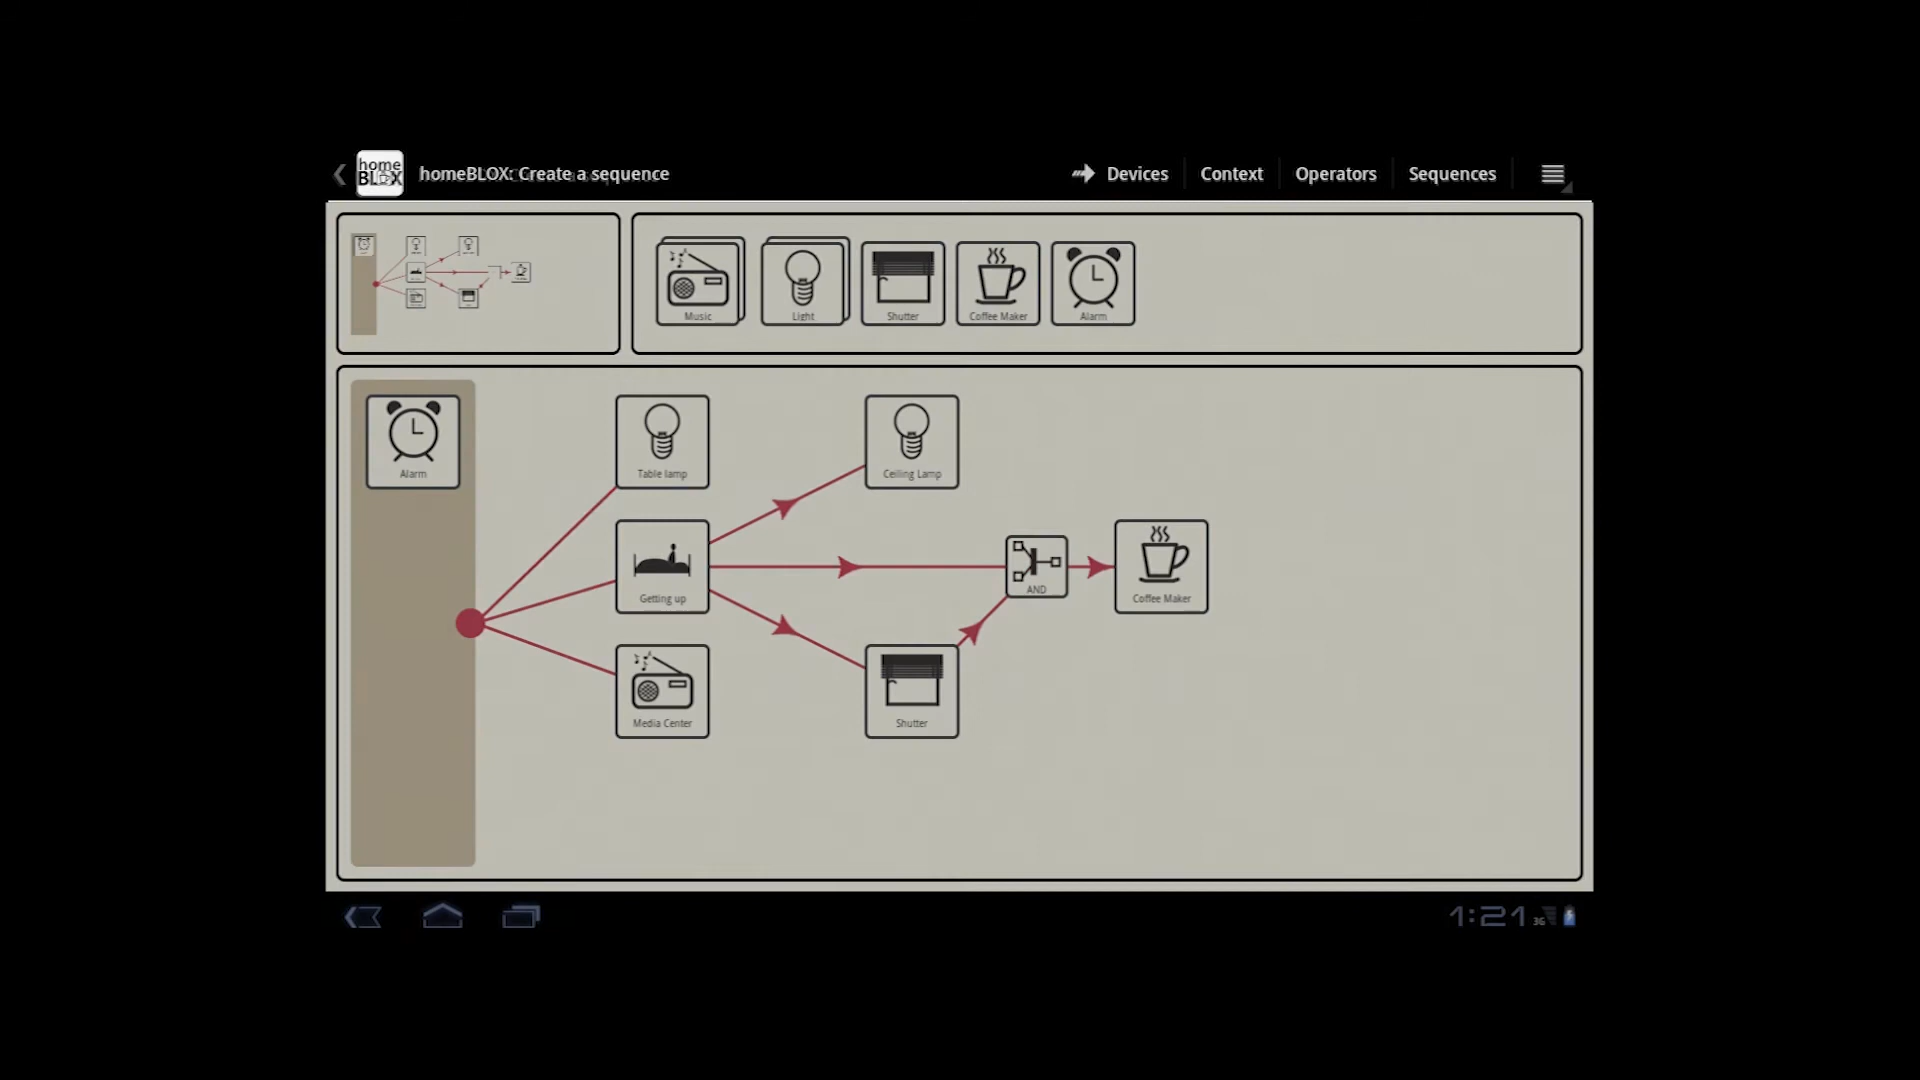 home
BLOX
homeBLOX: Create a sequence
Devices
Context
Operators
Sequences
Music
Light
Shutter
Coffee Maker
Alarm
Alarm
Table lamp
Ceiling Lamp
Getting up
AND
Coffee Maker
Media Center
Shutter
1:21
3G